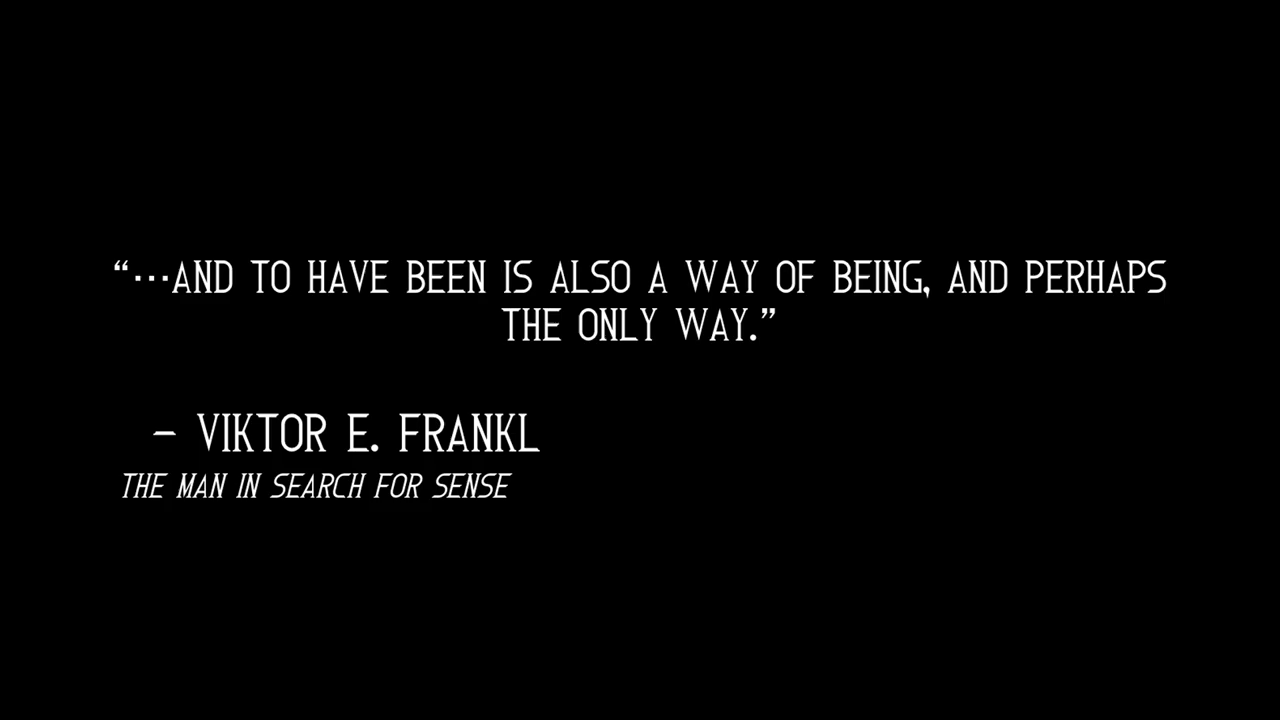 “...AND TO HAVE BEEN IS ALSO A WAY OF BEING, AND PERHAPS
THE ONLY WAY.”
– VIKTOR E. FRANKL
THE MAN IN SEARCH FOR SENSE